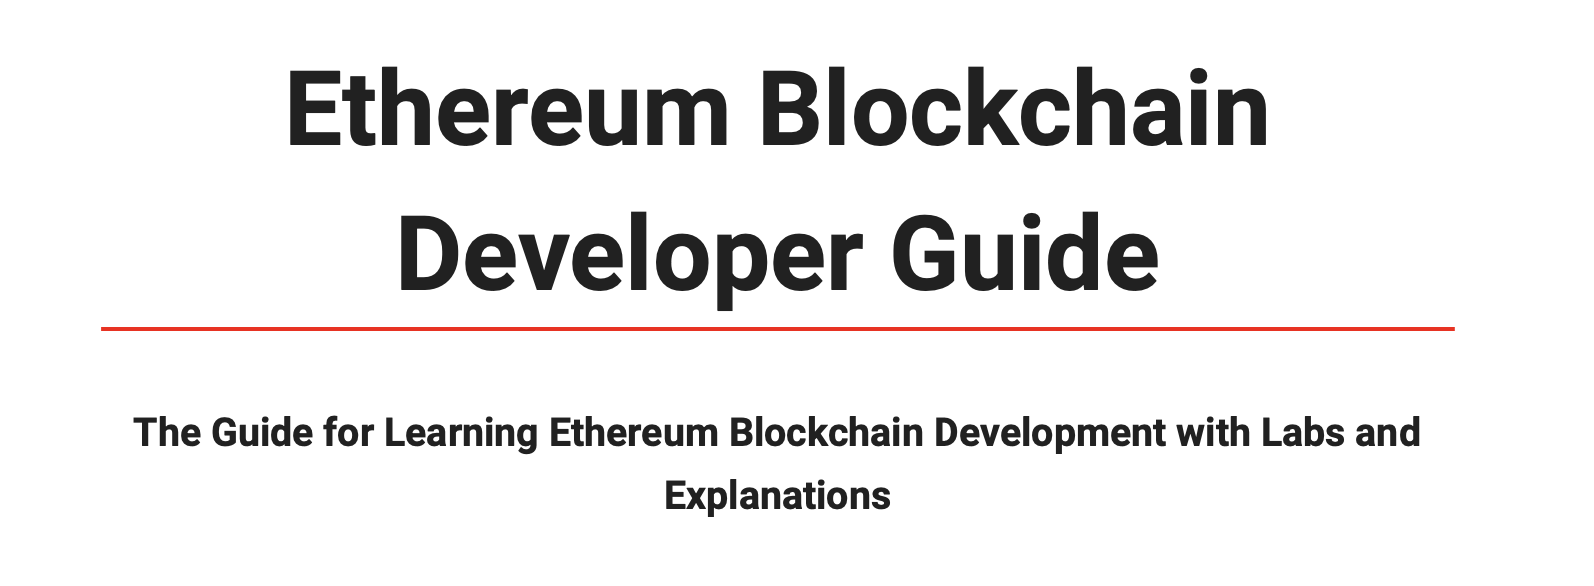 Ethereum Blockchain
Developer Guide
The Guide for Learning Ethereum Blockchain Development with Labs and
Explanations